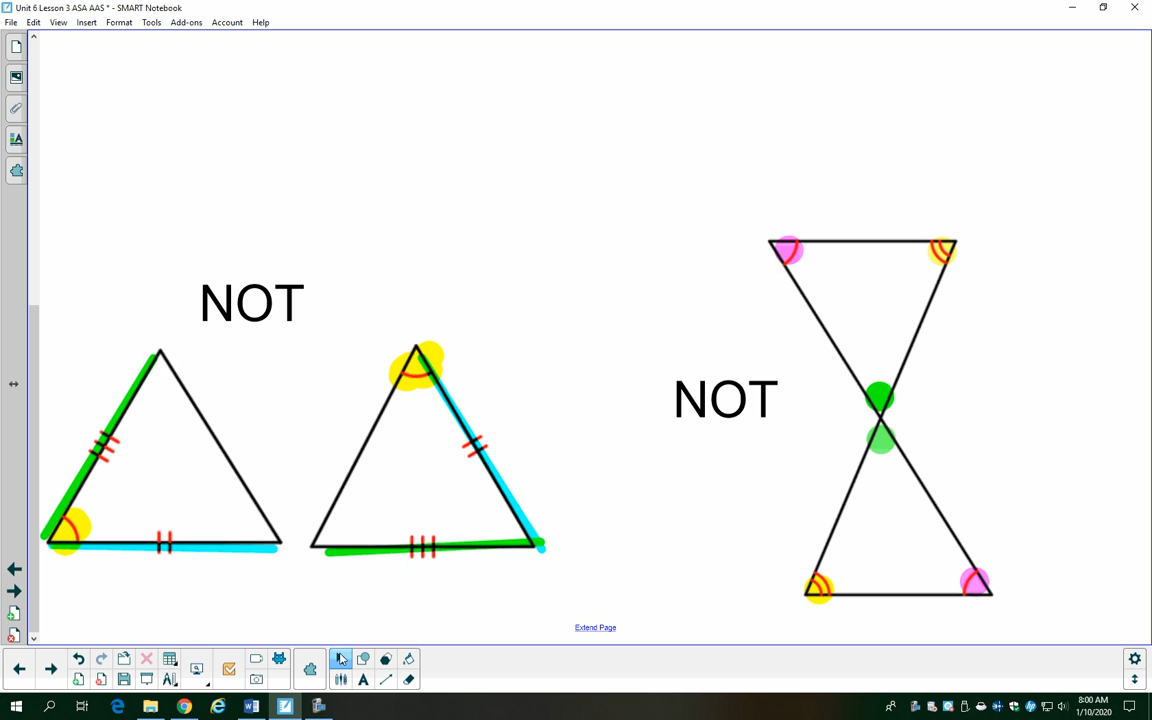 Unit 6 Lesson 3 ASA AAS * - SMART Notebook
File Edit View Insert Format Tools Add-ons Account Help
NOT
NOT
Extend Page
8:00 AM
1/10/2020